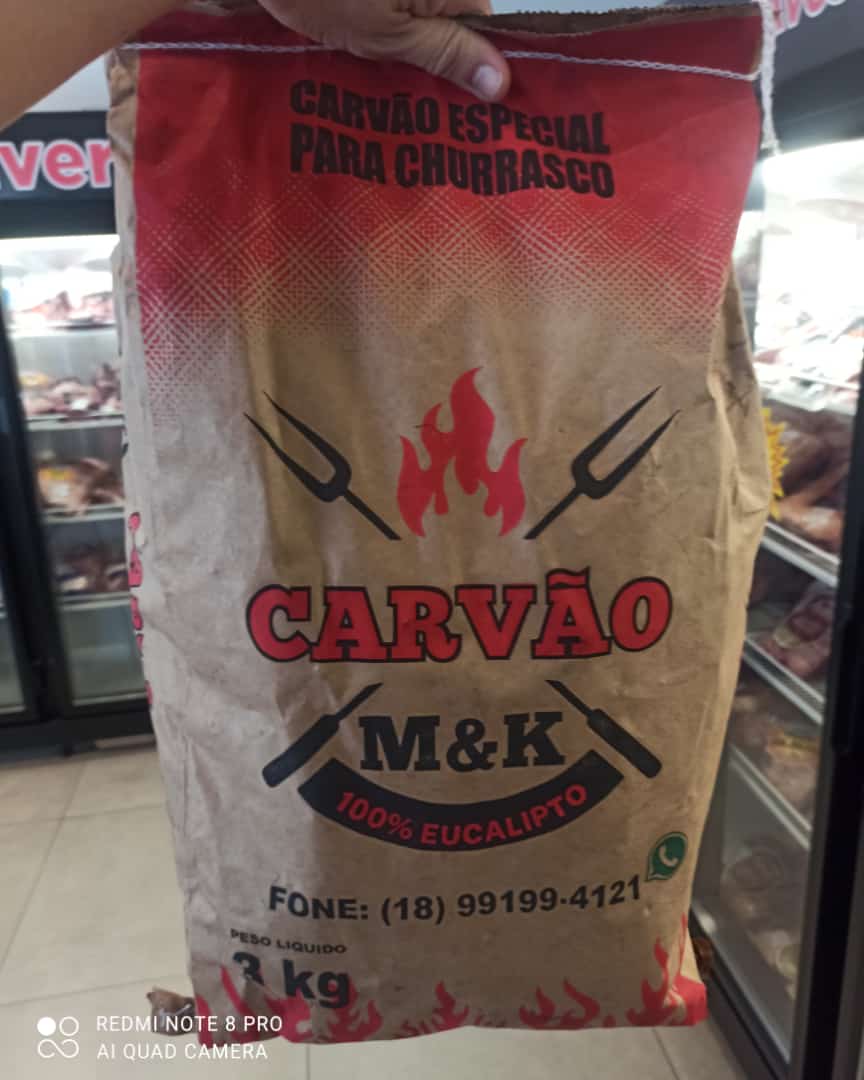 CARVÃO ESPECIAL
PARA CHURRASCO
CARVÃO
M&K
100% EUCALIPTO
FONE: (18) 99199-4121
PESO LIQUIDO
3 kg
REDMI NOTE 8 PRO
AI QUAD CAMERA